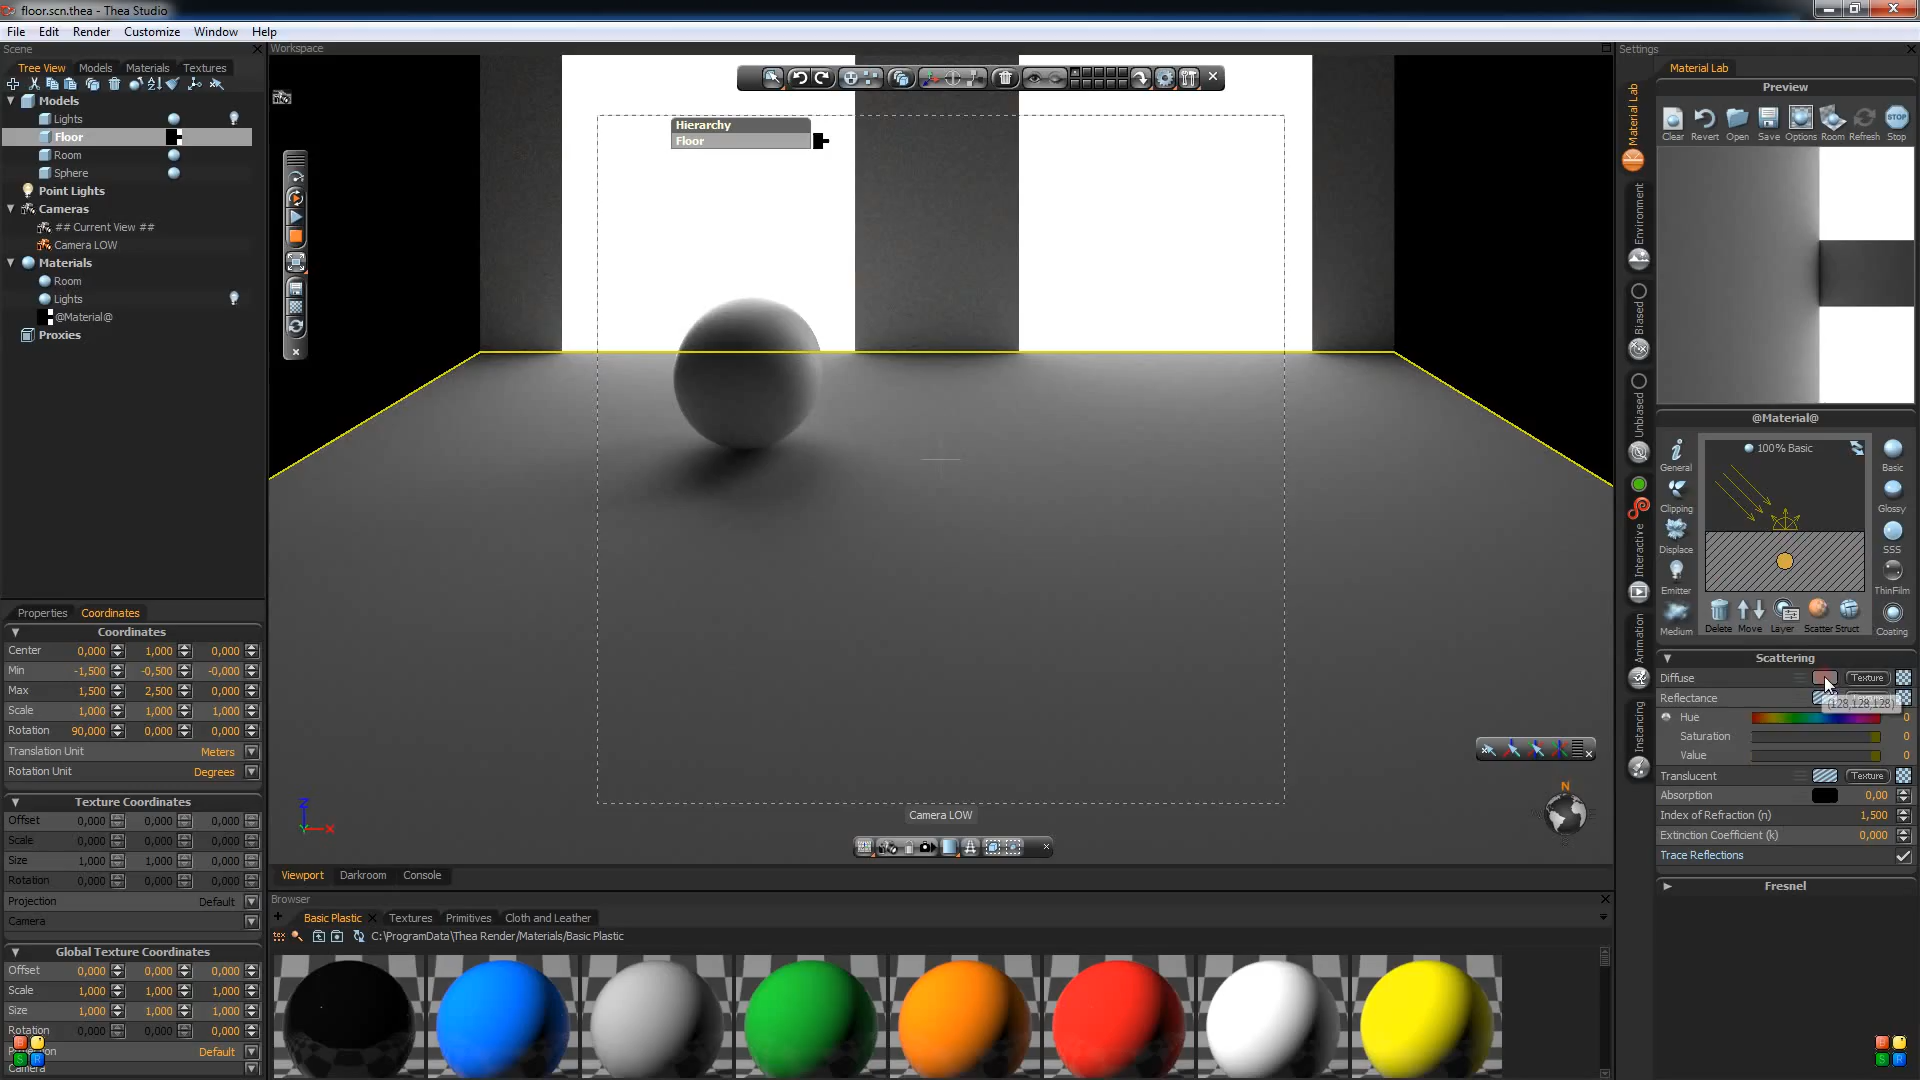 floor.scn.thea - Thea Studio
File Edit Render Customize Window Help
Scene
Tree View Models Materials Textures
Models
Lights
Floor
Room
Sphere
Point Lights
Cameras
## Current View ##
Camera LOW
Materials
Room
Lights
@Material@
Proxies
Properties Coordinates
Coordinates
Center 0,000 1,000 0,000
Min -1,500 -0,500 -0,000
Max 1,500 2,500 0,000
Scale 1,000 1,000 1,000
Rotation 90,000 0,000 0,000
Translation Unit Meters
Rotation Unit Degrees
Texture Coordinates
Offset 0,000 0,000 0,000
Scale 0,000 0,000 0,000
Size 1,000 1,000 0,000
Rotation 0,000 0,000 0,000
Projection Default
Camera
Global Texture Coordinates
Offset 0,000 0,000 0,000
Scale 1,000 1,000 1,000
Size 1,000 1,000 1,000
Rotation 0,000 0,000 0,000
Default
Camera
Workspace
Hierarchy
Floor
Camera LOW
Z
X
N
Viewport Darkroom Console
Browser
Basic Plastic Textures Primitives Cloth and Leather
C:\ProgramData\Thea Render/Materials/Basic Plastic
Settings
Material Lab
Material Lab
Environment
Biased
Unbiased
Interactive
Animation
Instancing
Preview
Clear Revert Open Save Options Room Refresh Stop
STOP
@Material@
100% Basic
General
Clipping
Displace
Emitter
Medium
Basic
Glossy
SSS
ThinFilm
Coating
Delete Move Layer Scatter Struct
Scattering
Diffuse Texture
Reflectance
(128,128,128)
Hue 0
Saturation 0
Value 0
Translucent Texture
Absorption 0,00
Index of Refraction (n) 1,500
Extinction Coefficient (k) 0,000
Trace Reflections
Fresnel